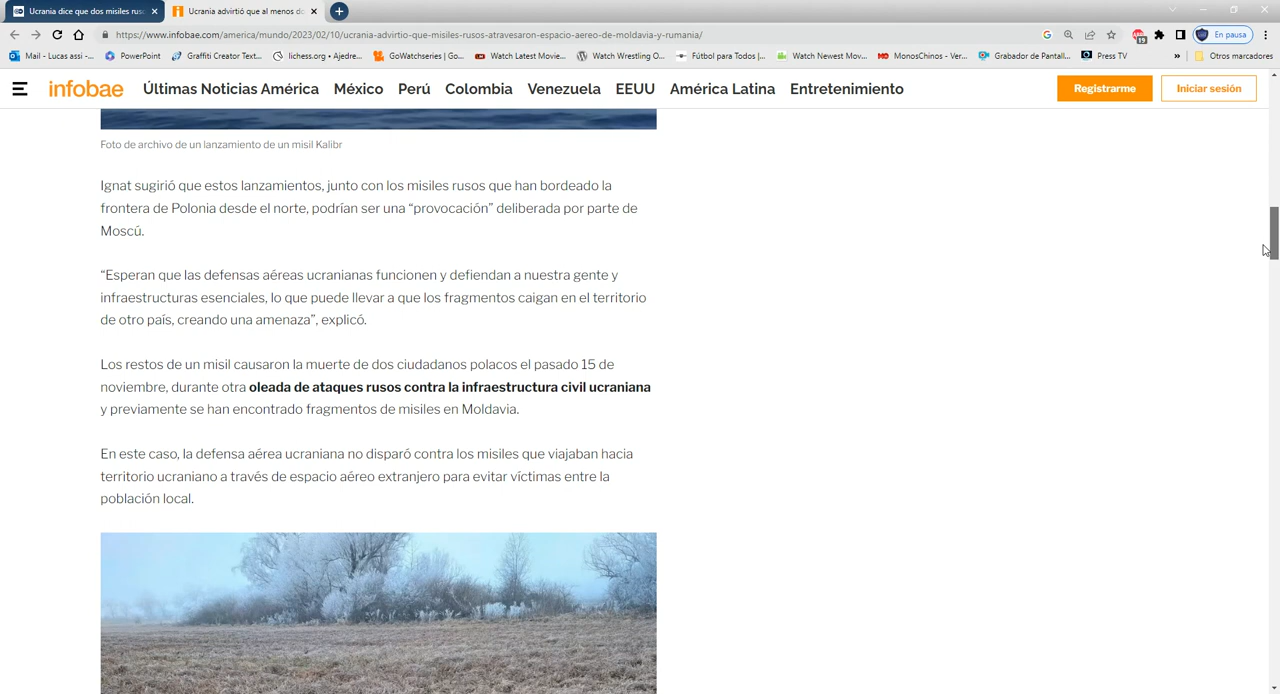 Ucrania dice que dos misiles rus
Ucrania advirtió que al menos do
https://www.infobae.com/america/mundo/2023/02/10/ucrania-advirtio-que-misiles-rusos-atravesaron-espacio-aereo-de-moldavia-y-rumania/
19
En pausa
Mail - Lucas assi -...
PowerPoint
Graffiti Creator Text...
lichess.org • Ajedre...
GoWatchseries | Go...
Watch Latest Movie...
Watch Wrestling O...
Fútbol para Todos |...
Watch Newest Mov...
MonosChinos - Ver...
Grabador de Pantall...
Press TV
»
Otros marcadores
infobae
Últimas Noticias América
México
Perú
Colombia
Venezuela
EEUU
América Latina
Entretenimiento
Registrarme
Iniciar sesión
Foto de archivo de un lanzamiento de un misil Kalibr
Ignat sugirió que estos lanzamientos, junto con los misiles rusos que han bordeado la
frontera de Polonia desde el norte, podrían ser una “provocación” deliberada por parte de
Moscú.
“Esperan que las defensas aéreas ucranianas funcionen y defiendan a nuestra gente y
infraestructuras esenciales, lo que puede llevar a que los fragmentos caigan en el territorio
de otro país, creando una amenaza”, explicó.
Los restos de un misil causaron la muerte de dos ciudadanos polacos el pasado 15 de
noviembre, durante otra oleada de ataques rusos contra la infraestructura civil ucraniana
y previamente se han encontrado fragmentos de misiles en Moldavia.
En este caso, la defensa aérea ucraniana no disparó contra los misiles que viajaban hacia
territorio ucraniano a través de espacio aéreo extranjero para evitar víctimas entre la
población local.